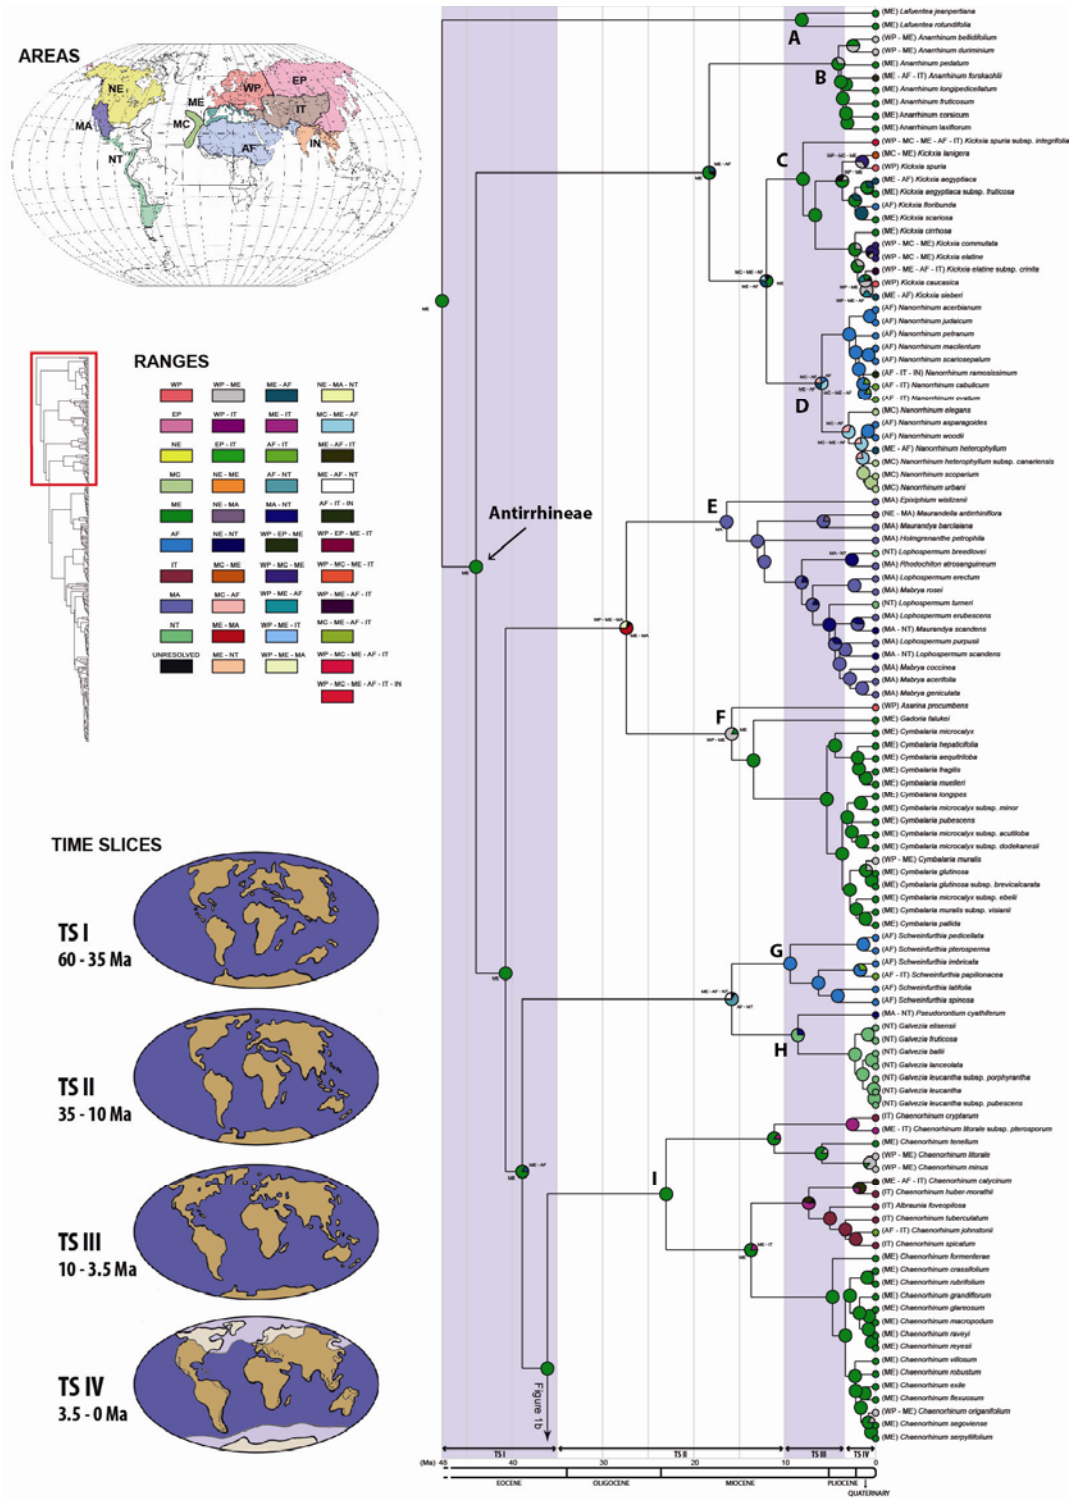 AREAS
NE
MA
NT
ME
MC
WP
EP
IT
AF
IN
RANGES
WP
WP - ME
ME - AF
NE - MA - NT
EP
WP - IT
ME - IT
MC - ME - AF
NE
EP - IT
AF - IT
ME - AF - IT
MC
NE - ME
AF - NT
ME - AF - NT
ME
NE - MA
MA - NT
AF - IT - IN
AF
NE - NT
WP - EP - ME
WP - EP - ME - IT
IT
MC - ME
WP - MC - ME
WP - MC - ME - IT
MA
MC - AF
WP - ME - AF
WP - ME - AF - IT
NT
ME - MA
WP - ME - IT
MC - ME - AF - IT
UNRESOLVED
ME - NT
WP - ME - MA
WP - MC - ME - AF - IT
WP - MC - ME - AF - IT - IN
TIME SLICES
TS I
60 - 35 Ma
TS II
35 - 10 Ma
TS III
10 - 3.5 Ma
TS IV
3.5 - 0 Ma
Antirrhineae
A
B
C
D
E
F
G
H
I
(ME) Lafuentea jeanpertiana
(ME) Lafuentea rotundifolia
(WP - ME) Anarrhinum bellidifolium
(WP - ME) Anarrhinum duriminium
(ME) Anarrhinum pedatum
(ME - AF - IT) Anarrhinum forskaohlii
(ME) Anarrhinum longipedicellatum
(ME) Anarrhinum fruticosum
(ME) Anarrhinum corsicum
(ME) Anarrhinum laxiflorum
(WP - MC - ME - AF - IT) Kickxia spuria subsp. integrifolia
(MC - ME) Kickxia lanigera
(WP) Kickxia spuria
(ME - AF) Kickxia aegyptiaca
(ME) Kickxia aegyptiaca subsp. fruticosa
(AF) Kickxia floribunda
(ME) Kickxia scariosa
(ME) Kickxia cirrhosa
(WP - MC - ME) Kickxia commutata
(WP - MC - ME) Kickxia elatine
(WP - ME - AF - IT) Kickxia elatine subsp. crinita
(WP) Kickxia caucasica
(ME - AF) Kickxia sieberi
(AF) Nanorrhinum acerbianum
(AF) Nanorrhinum judaicum
(AF) Nanorrhinum petranum
(AF) Nanorrhinum macilentum
(AF) Nanorrhinum scariosepalum
(AF - IT - IN) Nanorrhinum ramosissimum
(AF - IT) Nanorrhinum cabulicum
(AF - IT) Nanorrhinum ovatum
(MC) Nanorrhinum elegans
(AF) Nanorrhinum asparagoides
(AF) Nanorrhinum woodii
(ME - AF) Nanorrhinum heterophyllum
(MC) Nanorrhinum heterophyllum subsp. canariensis
(MC) Nanorrhinum scoparium
(MC) Nanorrhinum urbani
(MA) Epixiphium wislizenii
(NE - MA) Maurandella antirrhiniflora
(MA) Maurandya barclaiana
(MA) Holmgrenanthe petrophila
(NT) Lophospermum breedlovei
(MA) Rhodochiton atrosanguineum
(MA) Lophospermum erectum
(MA) Mabrya rosei
(NT) Lophospermum turneri
(MA) Lophospermum erubescens
(MA - NT) Maurandya scandens
(MA) Lophospermum purpusii
(MA - NT) Lophospermum scandens
(MA) Mabrya coccinea
(MA) Mabrya acerifolia
(MA) Mabrya geniculata
(WP) Asarina procumbens
(ME) Gadoria falukei
(ME) Cymbalaria microcalyx
(ME) Cymbalaria hepaticifolia
(ME) Cymbalaria aequitriloba
(ME) Cymbalaria fragilis
(ME) Cymbalaria muelleri
(ME) Cymbalaria longipes
(ME) Cymbalaria microcalyx subsp. minor
(ME) Cymbalaria pubescens
(ME) Cymbalaria microcalyx subsp. acutiloba
(ME) Cymbalaria microcalyx subsp. dodekanesii
(WP - ME) Cymbalaria muralis
(ME) Cymbalaria glutinosa
(ME) Cymbalaria glutinosa subsp. brevicalcarata
(ME) Cymbalaria microcalyx subsp. ebelii
(ME) Cymbalaria muralis subsp. visianii
(ME) Cymbalaria pallida
(AF) Schweinfurthia pedicellata
(AF) Schweinfurthia pterosperma
(AF) Schweinfurthia imbricata
(AF - IT) Schweinfurthia papilionacea
(AF) Schweinfurthia latifolia
(AF) Schweinfurthia spinosa
(MA - NT) Pseudorontium cyathiferum
(NT) Galvezia elisensii
(NT) Galvezia fruticosa
(NT) Galvezia ballii
(NT) Galvezia lanceolata
(NT) Galvezia leucantha subsp. porphyrantha
(NT) Galvezia leucantha
(NT) Galvezia leucantha subsp. pubescens
(IT) Chaenorhinum cryptarum
(ME - IT) Chaenorhinum litorale subsp. pterosporum
(ME) Chaenorhinum tenellum
(WP - ME) Chaenorhinum litorale
(WP - ME) Chaenorhinum minus
(ME - AF - IT) Chaenorhinum calycinum
(IT) Chaenorhinum huber-morathii
(IT) Albraunia foveopilosa
(IT) Chaenorhinum tuberculatum
(AF - IT) Chaenorhinum johnstonii
(IT) Chaenorhinum spicatum
(ME) Chaenorhinum formenterae
(ME) Chaenorhinum crassifolium
(ME) Chaenorhinum rubrifolium
(ME) Chaenorhinum grandiflorum
(ME) Chaenorhinum glareosum
(ME) Chaenorhinum macropodum
(ME) Chaenorhinum raveyi
(ME) Chaenorhinum reyesii
(ME) Chaenorhinum villosum
(ME) Chaenorhinum robustum
(ME) Chaenorhinum exile
(ME) Chaenorhinum flexuosum
(WP - ME) Chaenorhinum origanifolium
(ME) Chaenorhinum segoviense
(ME) Chaenorhinum serpyllifolium
Figure 1b
TS I
TS II
TS III
TS IV
(Ma) 48 40 30 20 10 0
EOCENE
OLIGOCENE
MIOCENE
PLIOCENE
QUATERNARY